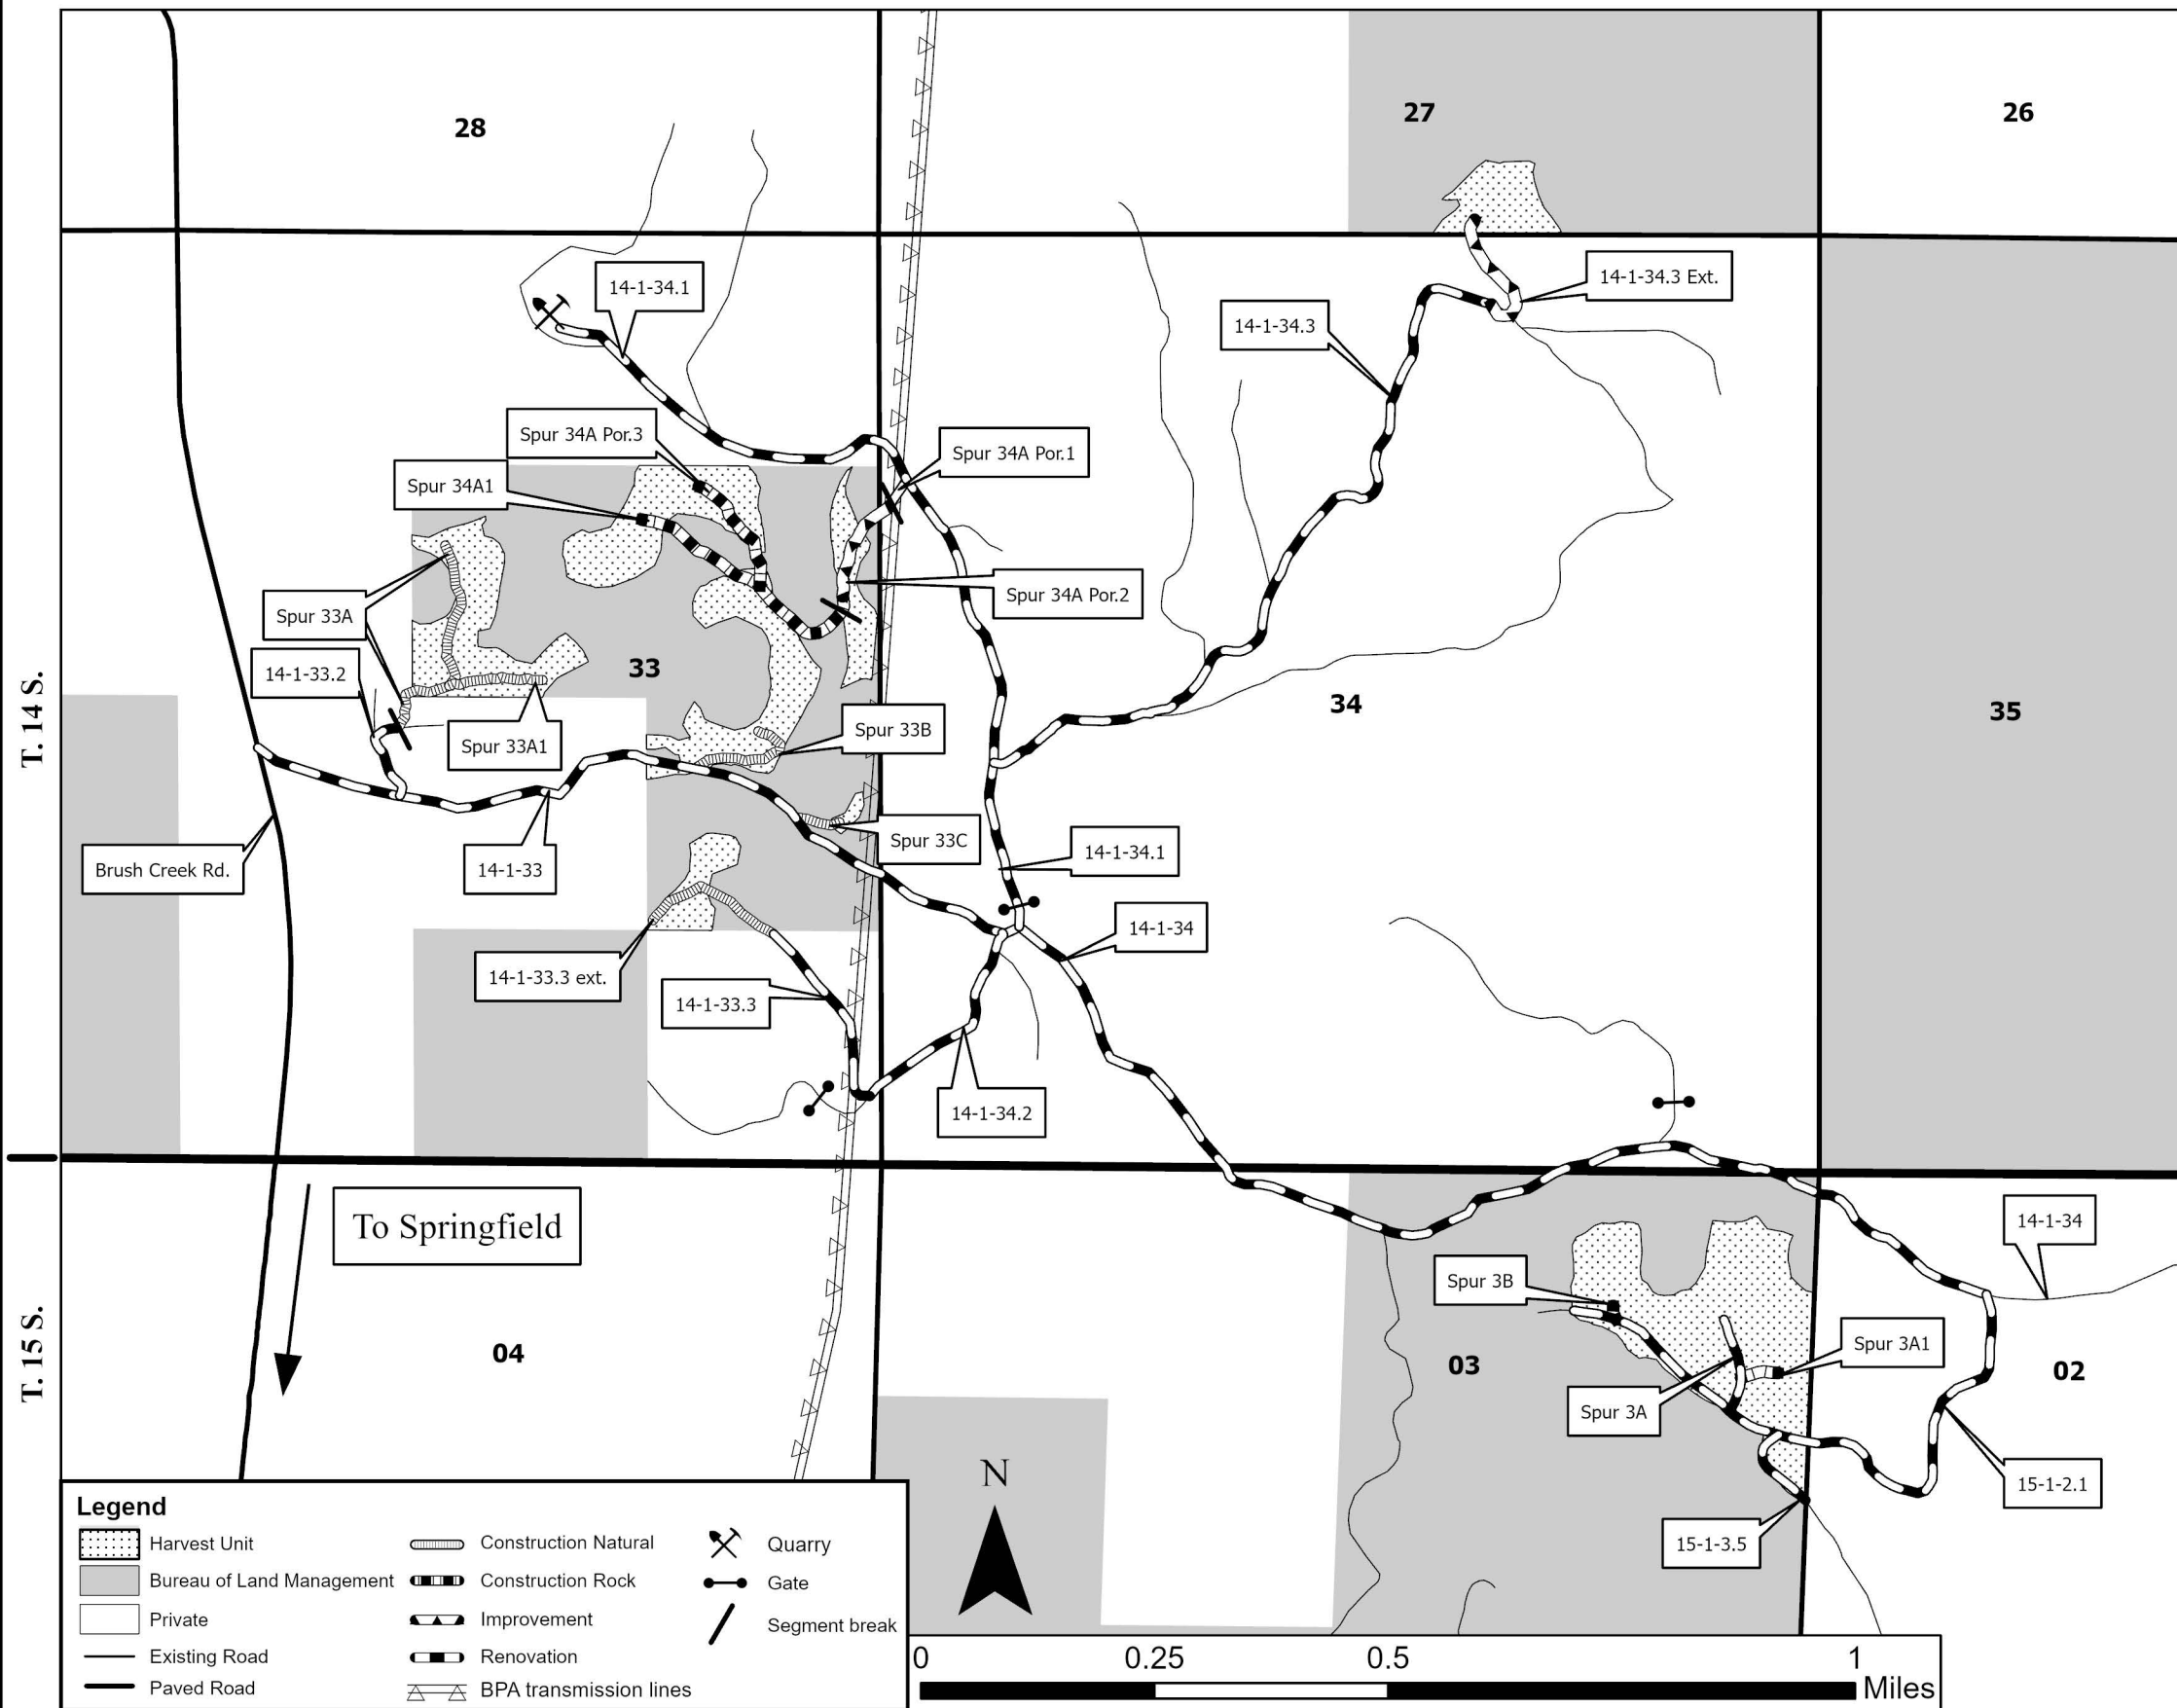 28
27
26
14-1-34.1
14-1-34.3 Ext.
14-1-34.3
Spur 34A Por.3
Spur 34A Por.1
Spur 34A1
Spur 34A Por.2
Spur 33A
14-1-33.2
33
34
35
T. 14 S.
Spur 33A1
Spur 33B
Spur 33C
14-1-34.1
Brush Creek Rd.
14-1-33
14-1-34
14-1-33.3 ext.
14-1-33.3
14-1-34.2
To Springfield
14-1-34
Spur 3B
Spur 3A1
T. 15 S.
04
03
02
Spur 3A
15-1-2.1
15-1-3.5
N
Legend
Harvest Unit
Bureau of Land Management
Private
Existing Road
Paved Road
Construction Natural
Construction Rock
Improvement
Renovation
BPA transmission lines
Quarry
Gate
Segment break
0 0.25 0.5 1
Miles